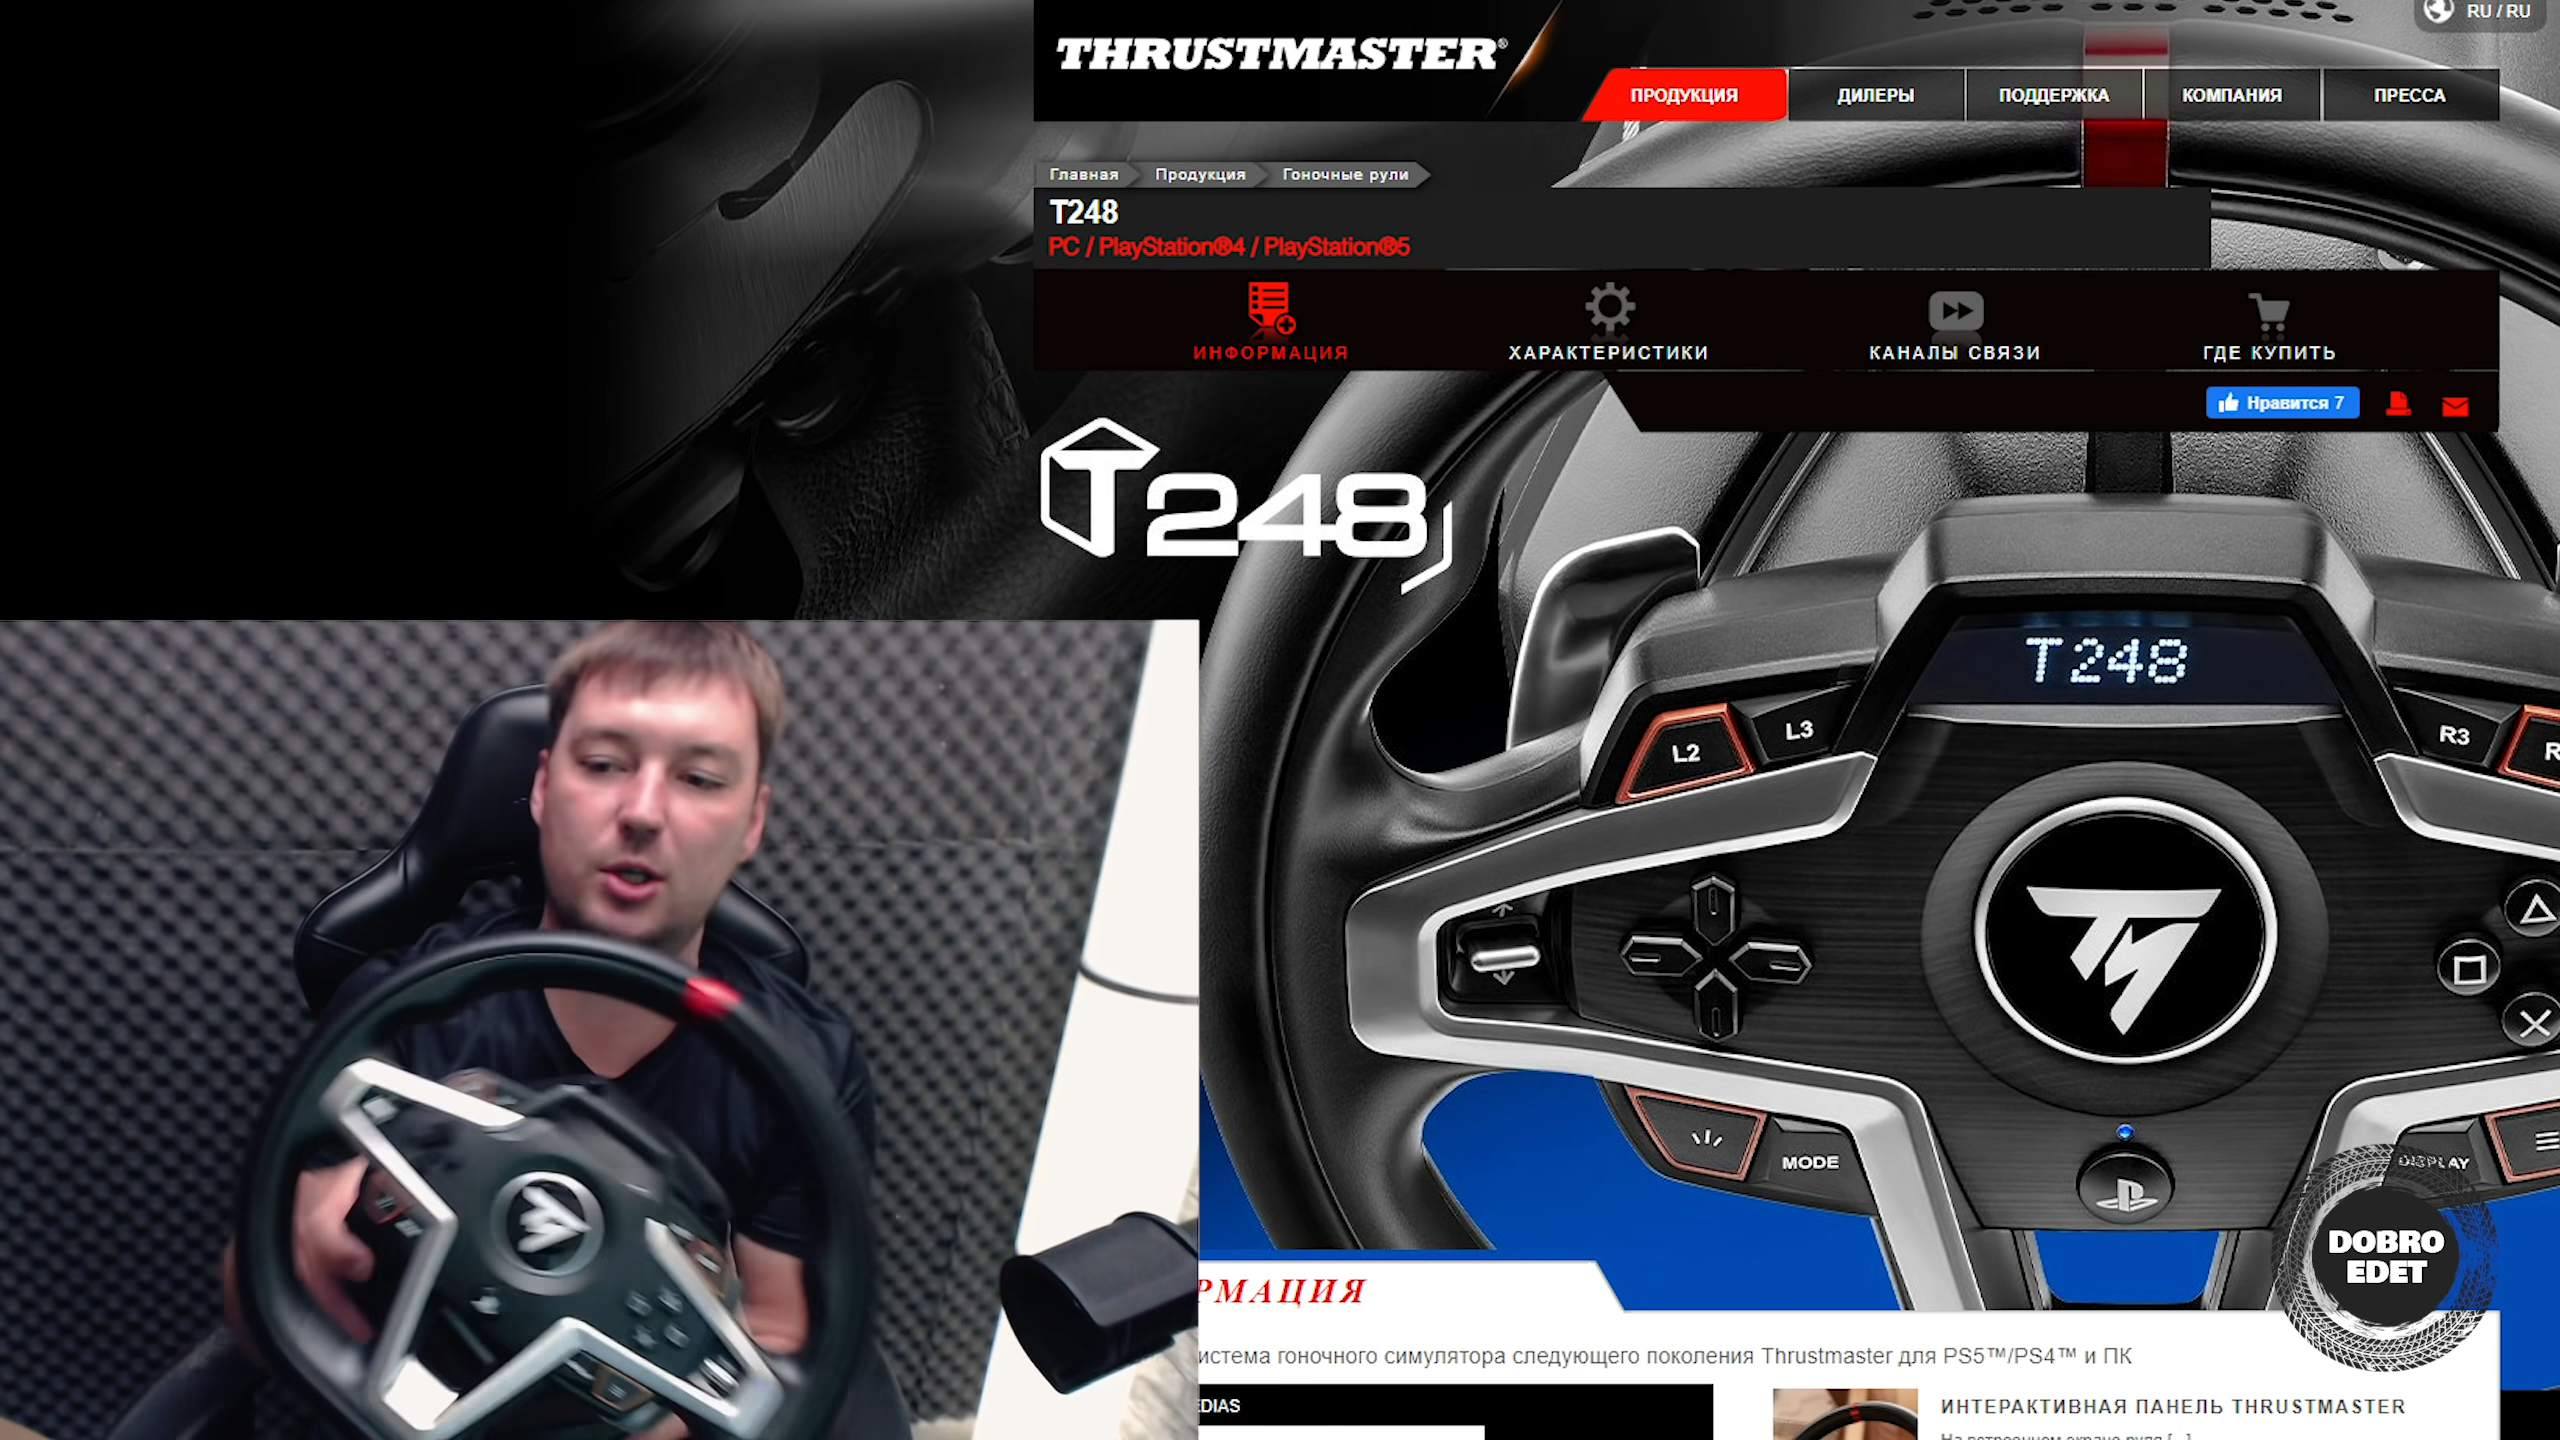 THRUSTMASTER®
RU / RU
ПРОДУКЦИЯ
ДИЛЕРЫ
ПОДДЕРЖКА
КОМПАНИЯ
ПРЕССА
Главная
Продукция
Гоночные рули
T248
PC / PlayStation®4 / PlayStation®5
ИНФОРМАЦИЯ
ХАРАКТЕРИСТИКИ
КАНАЛЫ СВЯЗИ
ГДЕ КУПИТЬ
Нравится 7
T248
T248
L2
L3
R3
MODE
DISPLAY
DOBRO
EDET
РМАЦИЯ
истема гоночного симулятора следующего поколения Thrustmaster для PS5™/PS4™ и ПК
EDIAS
ИНТЕРАКТИВНАЯ ПАНЕЛЬ THRUSTMASTER